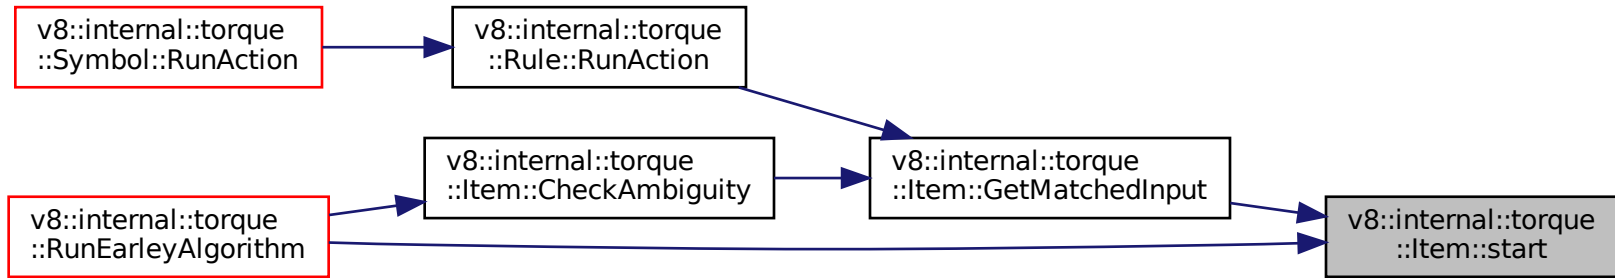 v8::internal::torque
::Symbol::RunAction
v8::internal::torque
::Rule::RunAction
v8::internal::torque
::Item::CheckAmbiguity
v8::internal::torque
::Item::GetMatchedInput
v8::internal::torque
::RunEarleyAlgorithm
v8::internal::torque
::Item::start